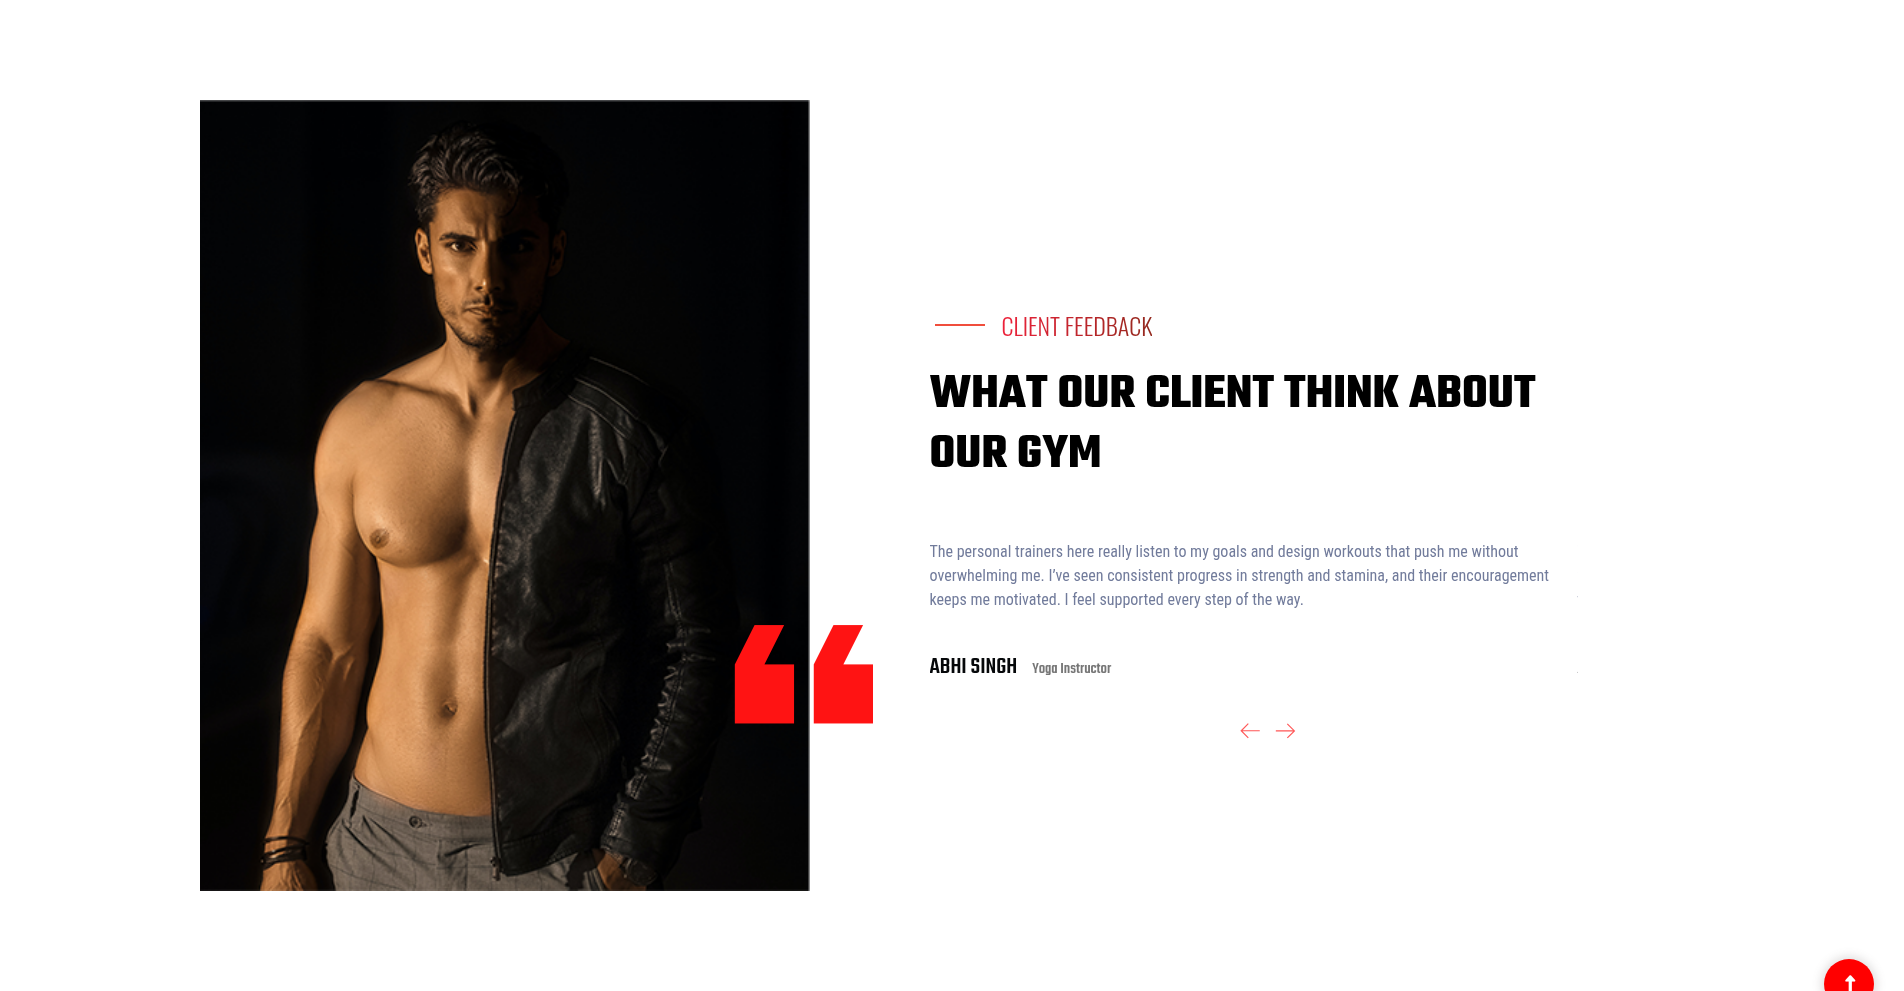 CLIENT FEEDBACK
WHAT OUR CLIENT THINK ABOUT
OUR GYM
The personal trainers here really listen to my goals and design workouts that push me without
overwhelming me. I’ve seen consistent progress in strength and stamina, and their encouragement
keeps me motivated. I feel supported every step of the way.
ABHI SINGH Yoga Instructor